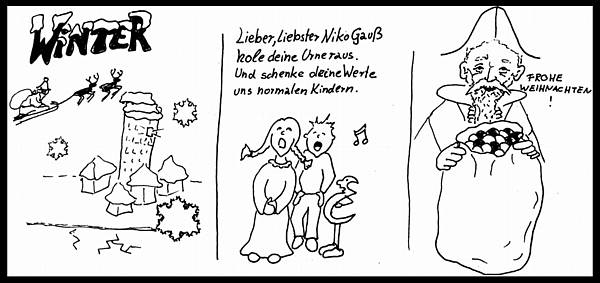 WiNTER
Lieber, Liebster Niko Gauß
hole deine Urne raus.
Und schenke deine Werte
uns normalen Kindern.
FROHE
WEIHNACHTEN
!